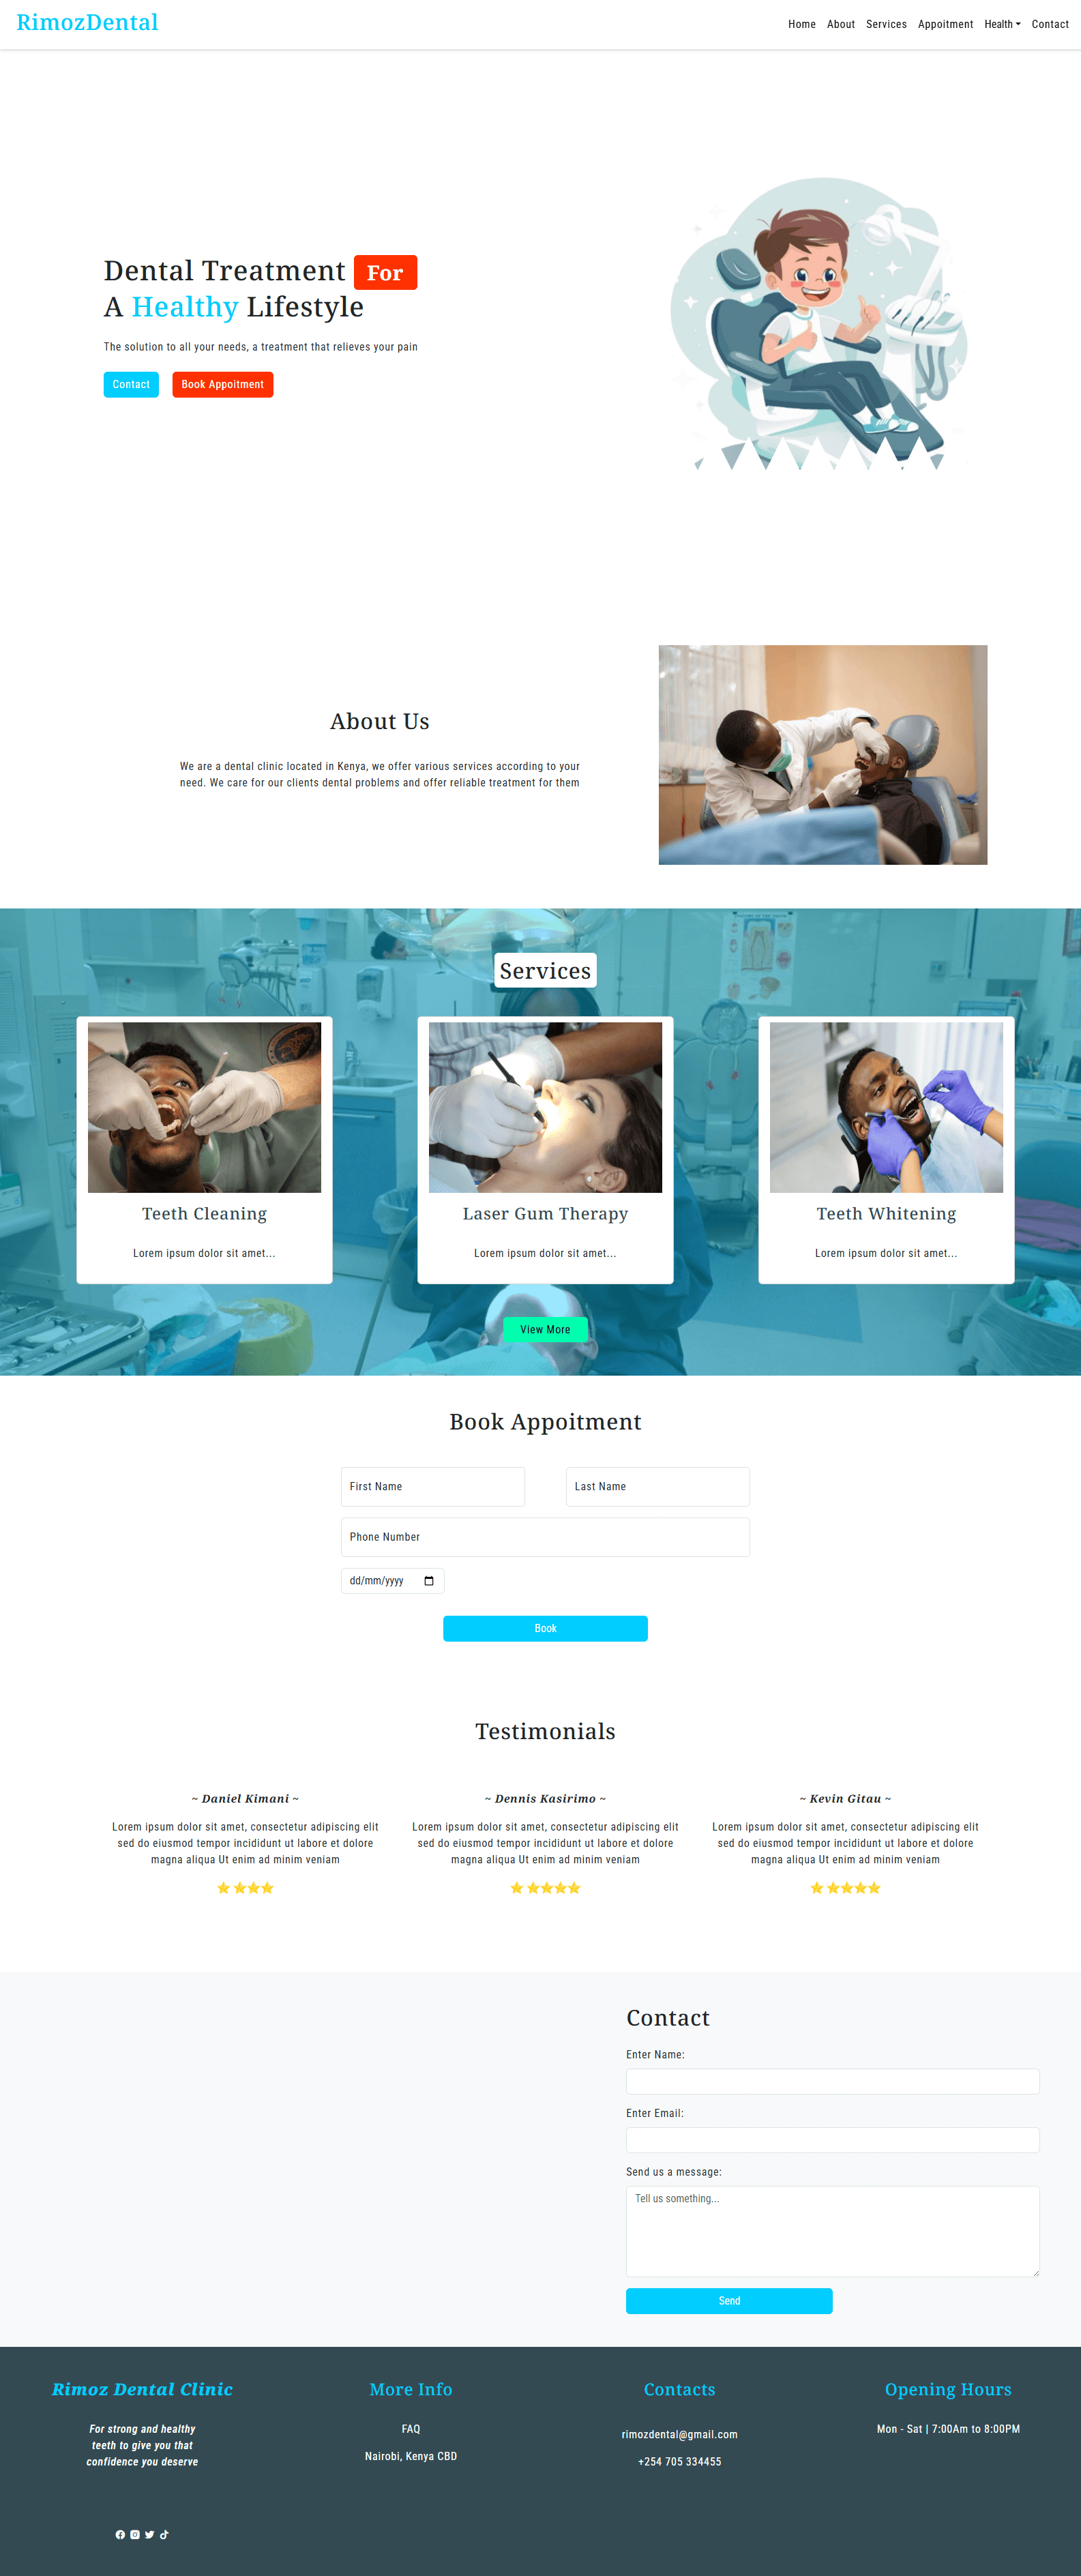 RimozDental
Home About Services Appoitment Health Contact
Dental Treatment For
A Healthy Lifestyle
The solution to all your needs, a treatment that relieves your pain
Contact Book Appoitment
About Us
We are a dental clinic located in Kenya, we offer various services according to your
need. We care for our clients dental problems and offer reliable treatment for them
Services
Teeth Cleaning
Lorem ipsum dolor sit amet...
Laser Gum Therapy
Lorem ipsum dolor sit amet...
Teeth Whitening
Lorem ipsum dolor sit amet...
View More
Book Appoitment
First Name Last Name
Phone Number
dd/mm/yyyy
Book
Testimonials
~ Daniel Kimani ~
Lorem ipsum dolor sit amet, consectetur adipiscing elit
sed do eiusmod tempor incididunt ut labore et dolore
magna aliqua Ut enim ad minim veniam
~ Dennis Kasirimo ~
Lorem ipsum dolor sit amet, consectetur adipiscing elit
sed do eiusmod tempor incididunt ut labore et dolore
magna aliqua Ut enim ad minim veniam
~ Kevin Gitau ~
Lorem ipsum dolor sit amet, consectetur adipiscing elit
sed do eiusmod tempor incididunt ut labore et dolore
magna aliqua Ut enim ad minim veniam
Contact
Enter Name:
Enter Email:
Send us a message:
Tell us something...
Send
Rimoz Dental Clinic
For strong and healthy
teeth to give you that
confidence you deserve
More Info
FAQ
Nairobi, Kenya CBD
Contacts
rimozdental@gmail.com
+254 705 334455
Opening Hours
Mon - Sat | 7:00Am to 8:00PM